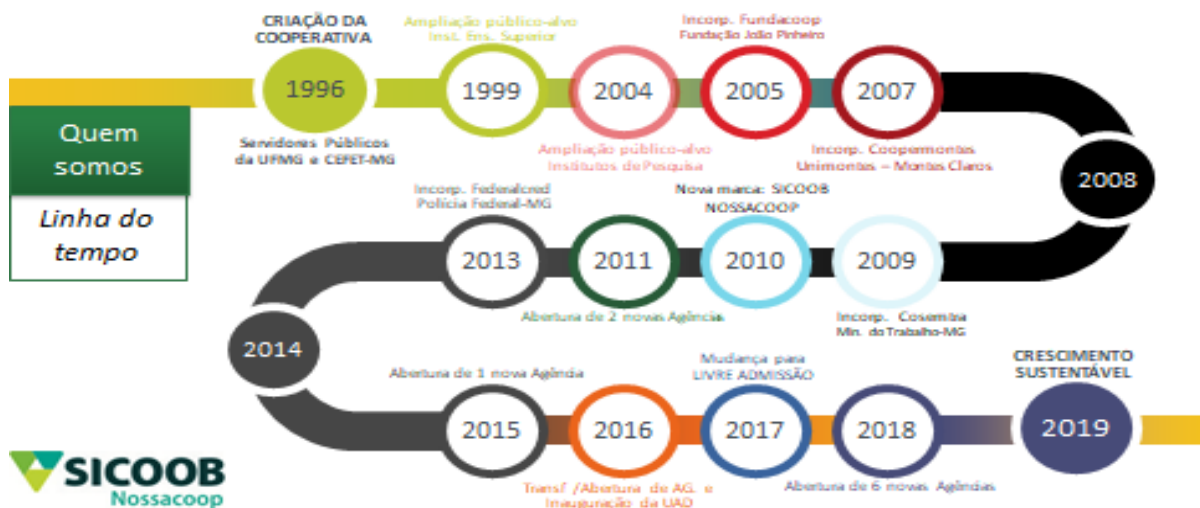 CRIAÇÃO DA
COOPERATIVA
1996
Servidores Públicos
da UFMG e CEFET-MG
Ampliação público-alvo
Inst. Ens. Superior
1999
2004
Ampliação público-alvo
Institutos de Pesquisa
Incorp. Fundacoop
Fundação João Pinheiro
2005
2007
Incorp. Coopermontes
Unimontes – Montes Claros
Quem
somos
Linha do
tempo
2008
Incorp. Federalcred
Polícia Federal-MG
2013
2011
Abertura de 2 novas Agências
Nova marca: SICOOB
NOSSACOOP
2010
2009
Incorp. Cosemtra
Min. do Trabalho-MG
2014
Abertura de 1 nova Agência
2015
2016
Transf /Abertura de AG. e
Inauguração da UAD
Mudança para
LIVRE ADMISSÃO
2017
2018
Abertura de 6 novas Agências
CRESCIMENTO
SUSTENTÁVEL
2019
SICOOB
Nossacoop